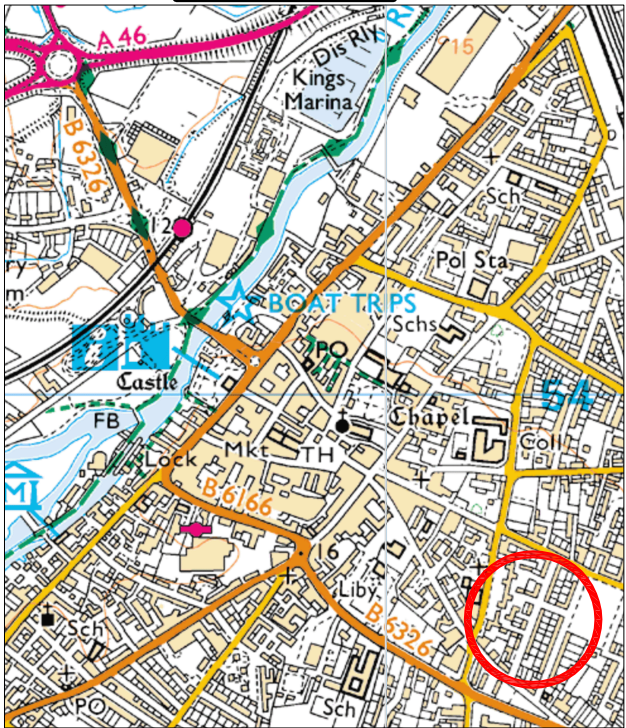 A 46
Dis Rly
15
Kings
Marina
B 6326
Sch
12
Pol Sta
BOAT TRIPS
Schs
PO
Castle
54
Chapel
FB
Coll
Lock
Mkt
TH
M
B 6166
16
Liby
B 6326
Sch
PO
Sch